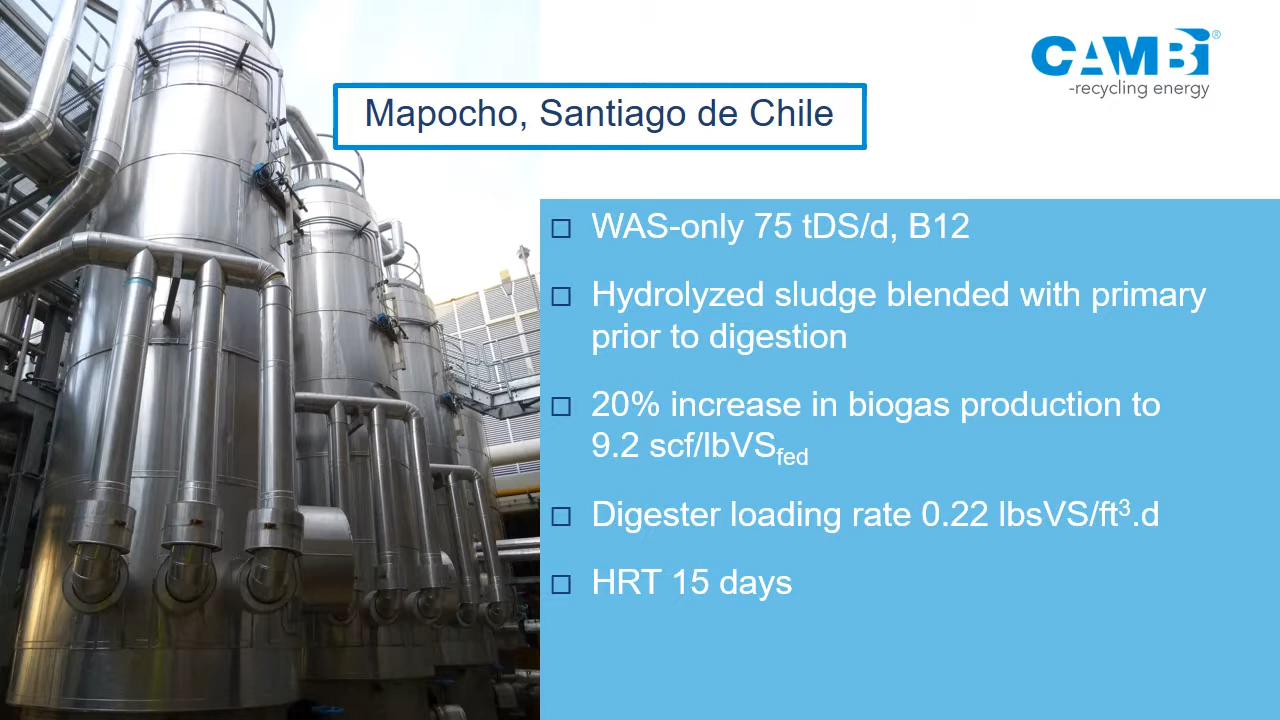 CAMBI®
-recycling energy
Mapocho, Santiago de Chile
WAS-only 75 tDS/d, B12
Hydrolyzed sludge blended with primary
prior to digestion
20% increase in biogas production to
9.2 scf/lbVSfed
Digester loading rate 0.22 lbsVS/ft³.d
HRT 15 days